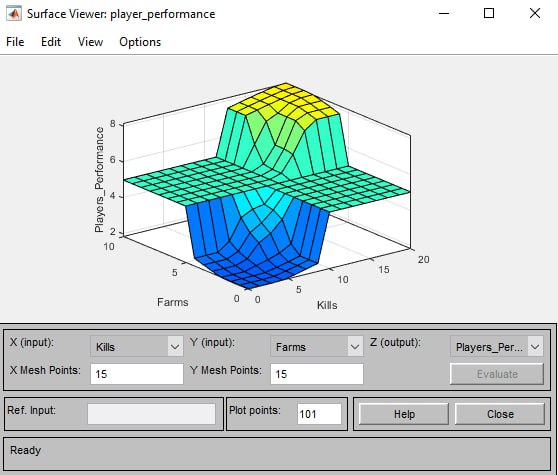 Surface Viewer: player_performance
File Edit View Options
Players_Performance
8
6
4
2
10
5
0
Farms
0
5
10
15
20
Kills
X (input): Kills Y (input): Farms Z (output): Players_Per...
X Mesh Points: 15 Y Mesh Points: 15 Evaluate
Ref. Input: Plot points: 101 Help Close
Ready